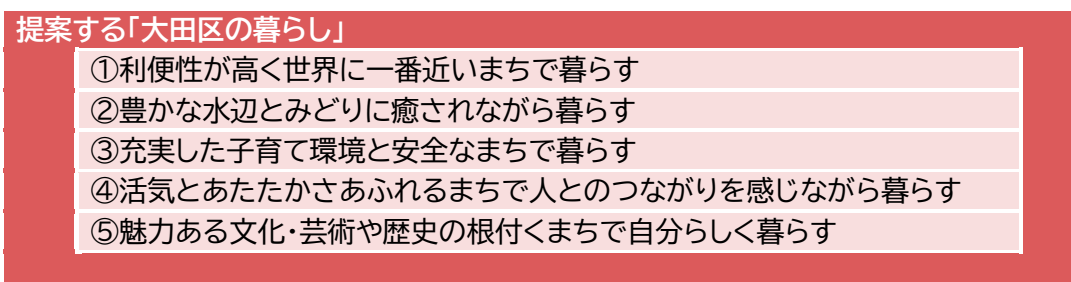 提案する｢大田区の暮らし｣
①利便性が高く世界に一番近いまちで暮らす
②豊かな水辺とみどりに癒されながら暮らす
③充実した子育て環境と安全なまちで暮らす
④活気とあたたかさあふれるまちで人とのつながりを感じながら暮らす
⑤魅力ある文化･芸術や歴史の根付くまちで自分らしく暮らす